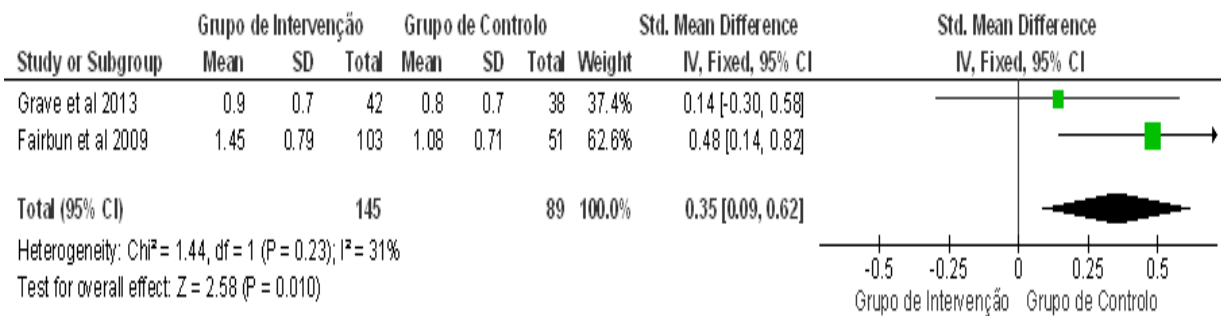 Grupo de Intervenção Grupo de Controlo Std. Mean Difference Std. Mean Difference
Study or Subgroup Mean SD Total Mean SD Total Weight IV, Fixed, 95% CI IV, Fixed, 95% CI
Grave et al 2013 0.9 0.7 42 0.8 0.7 38 37.4% 0.14 [-0.30, 0.58]
Fairbun et al 2009 1.45 0.79 103 1.08 0.71 51 62.6% 0.48 [0.14, 0.82]
Total (95% CI) 145 89 100.0% 0.35 [0.09, 0.62]
Heterogeneity: Chi² = 1.44, df = 1 (P = 0.23); I² = 31%
Test for overall effect: Z = 2.58 (P = 0.010)
-0.5 -0.25 0 0.25 0.5
Grupo de Intervenção Grupo de Controlo